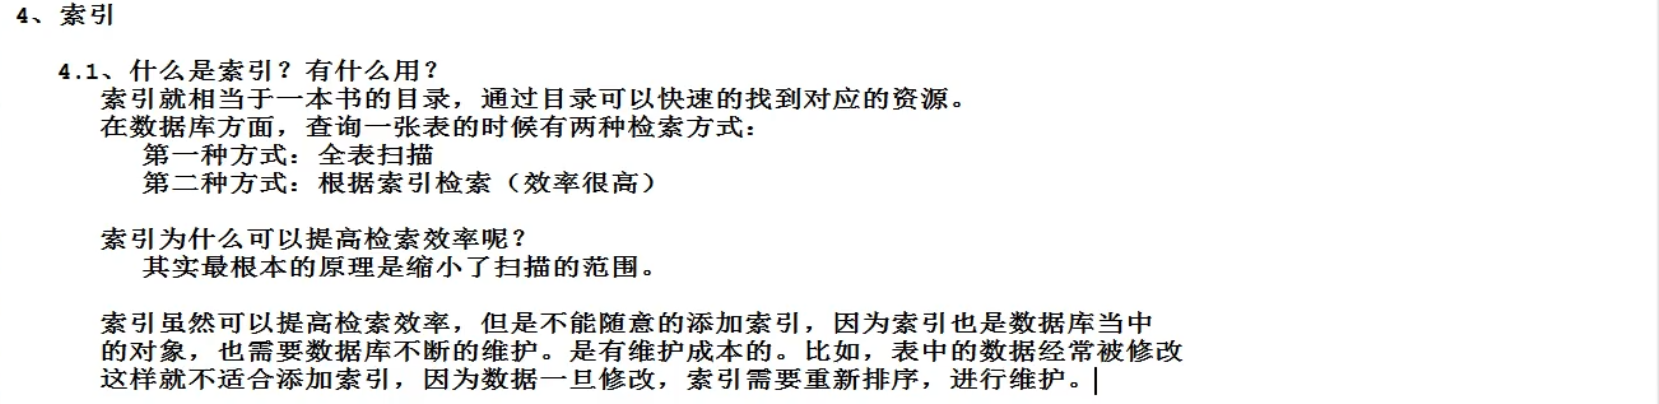 4、索引
4.1、什么是索引？有什么用？
索引就相当于一本书的目录，通过目录可以快速的找到对应的资源。
在数据库方面，查询一张表的时候有两种检索方式：
第一种方式：全表扫描
第二种方式：根据索引检索（效率很高）
索引为什么可以提高检索效率呢？
其实最根本的原理是缩小了扫描的范围。
索引虽然可以提高检索效率，但是不能随意的添加索引，因为索引也是数据库当中
的对象，也需要数据库不断的维护。是有维护成本的。比如，表中的数据经常被修改
这样就不适合添加索引，因为数据一旦修改，索引需要重新排序，进行维护。